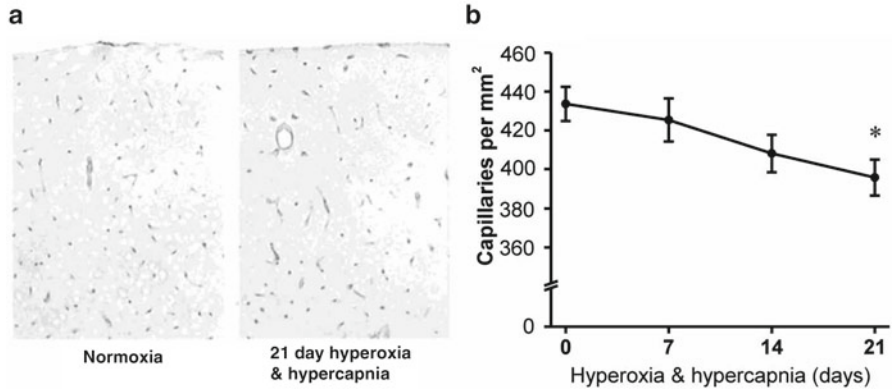 a
Normoxia
21 day hyperoxia
& hypercapnia
b
Capillaries per mm²
460
440
420
400
380
360
0
*
0 7 14 21
Hyperoxia & hypercapnia (days)